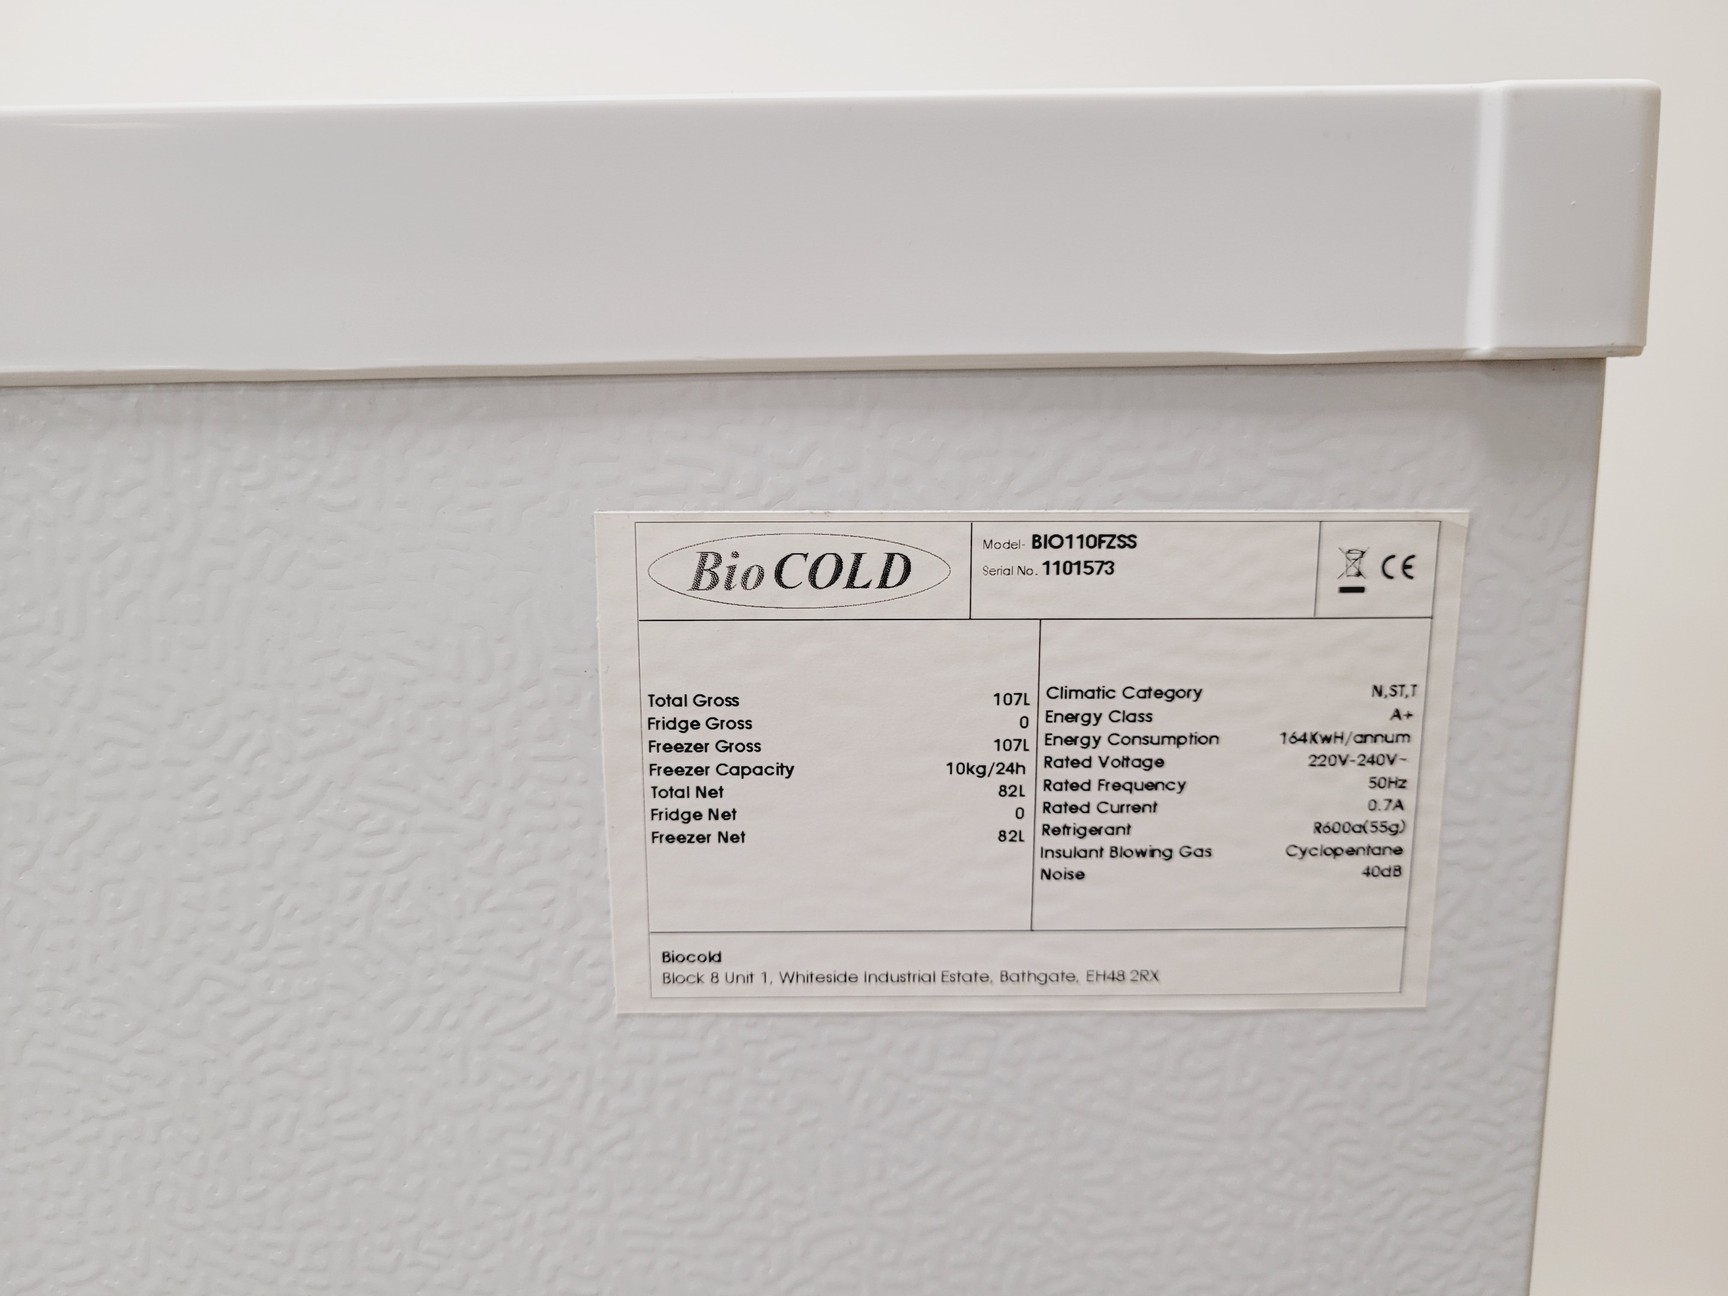 BioCOLD
Model- BIO110FZSS
Serial No. 1101573
CE
Total Gross 107L
Fridge Gross 0
Freezer Gross 107L
Freezer Capacity 10kg/24h
Total Net 82L
Fridge Net 0
Freezer Net 82L
Climatic Category N,ST,T
Energy Class A+
Energy Consumption 164KwH/annum
Rated Voltage 220V-240V~
Rated Frequency 50Hz
Rated Current 0.7A
Refrigerant R600a(55g)
Insulant Blowing Gas Cyclopentane
Noise 40dB
Biocold
Block 8 Unit 1, Whiteside Industrial Estate, Bathgate, EH48 2RX